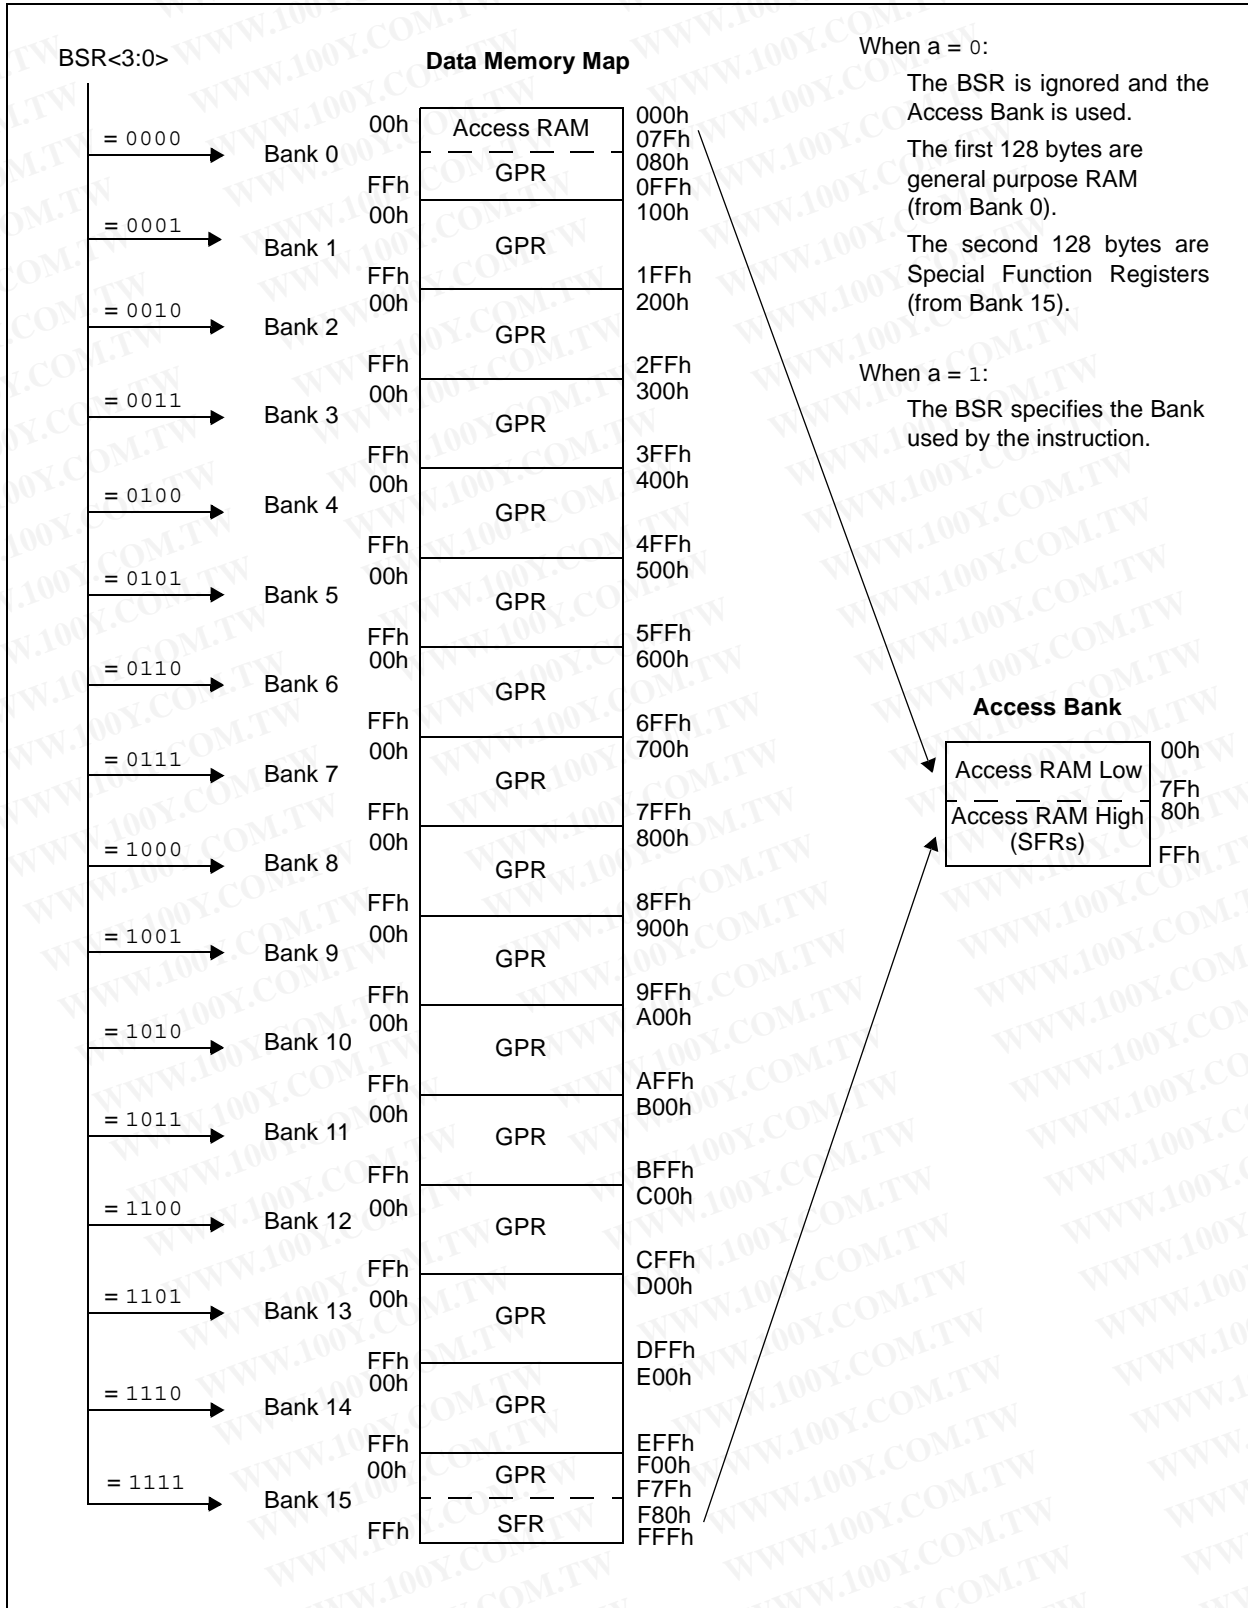 BSR<3:0>
Data Memory Map
When a = 0:
The BSR is ignored and the
Access Bank is used.
The first 128 bytes are
general purpose RAM
(from Bank 0).
The second 128 bytes are
Special Function Registers
(from Bank 15).
When a = 1:
The BSR specifies the Bank
used by the instruction.
= 0000
Bank 0
00h
FFh
Access RAM
GPR
000h
07Fh
080h
0FFh
= 0001
Bank 1
00h
FFh
GPR
100h
1FFh
= 0010
Bank 2
00h
FFh
GPR
200h
2FFh
= 0011
Bank 3
00h
FFh
GPR
300h
3FFh
= 0100
Bank 4
00h
FFh
GPR
400h
4FFh
= 0101
Bank 5
00h
FFh
GPR
500h
5FFh
= 0110
Bank 6
00h
FFh
GPR
600h
6FFh
= 0111
Bank 7
00h
FFh
GPR
700h
7FFh
= 1000
Bank 8
00h
FFh
GPR
800h
8FFh
= 1001
Bank 9
00h
FFh
GPR
900h
9FFh
= 1010
Bank 10
00h
FFh
GPR
A00h
AFFh
= 1011
Bank 11
00h
FFh
GPR
B00h
BFFh
= 1100
Bank 12
00h
FFh
GPR
C00h
CFFh
= 1101
Bank 13
00h
FFh
GPR
D00h
DFFh
= 1110
Bank 14
00h
FFh
GPR
E00h
EFFh
= 1111
Bank 15
00h
FFh
GPR
SFR
F00h
F7Fh
F80h
FFFh
Access Bank
Access RAM Low
Access RAM High
(SFRs)
00h
7Fh
80h
FFh
WWW.100Y.COM.TW